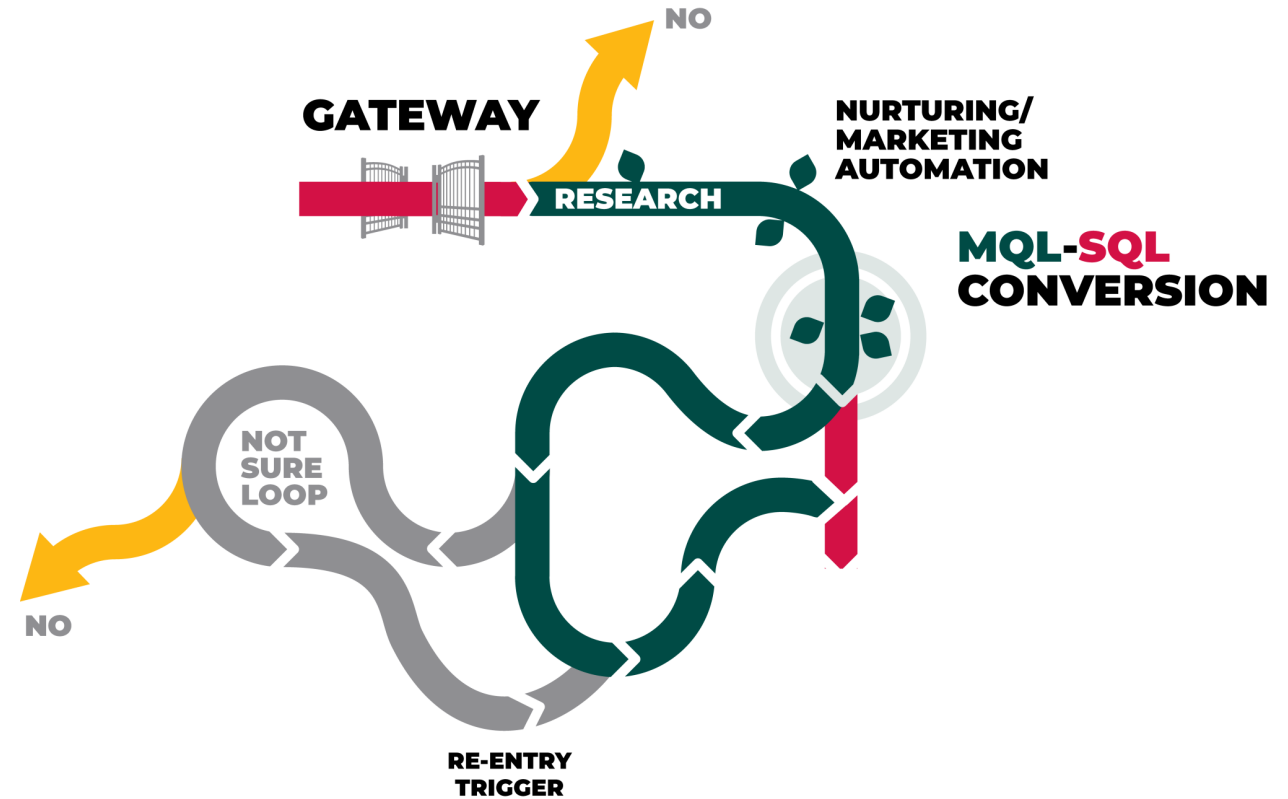 NO
GATEWAY
NURTURING/
MARKETING
AUTOMATION
RESEARCH
MQL-SQL
CONVERSION
NOT
SURE
LOOP
NO
RE-ENTRY
TRIGGER